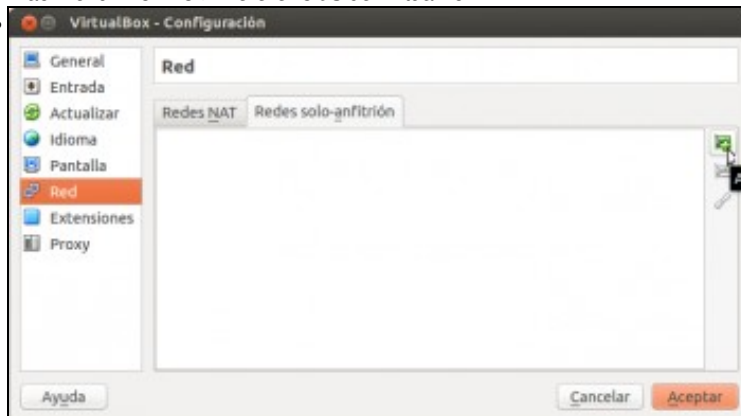 VirtualBox - Configuración
General
Entrada
Actualizar
Idioma
Pantalla
Red
Extensiones
Proxy
Red
Redes NAT
Redes solo-anfitrión
Ayuda
Cancelar
Aceptar